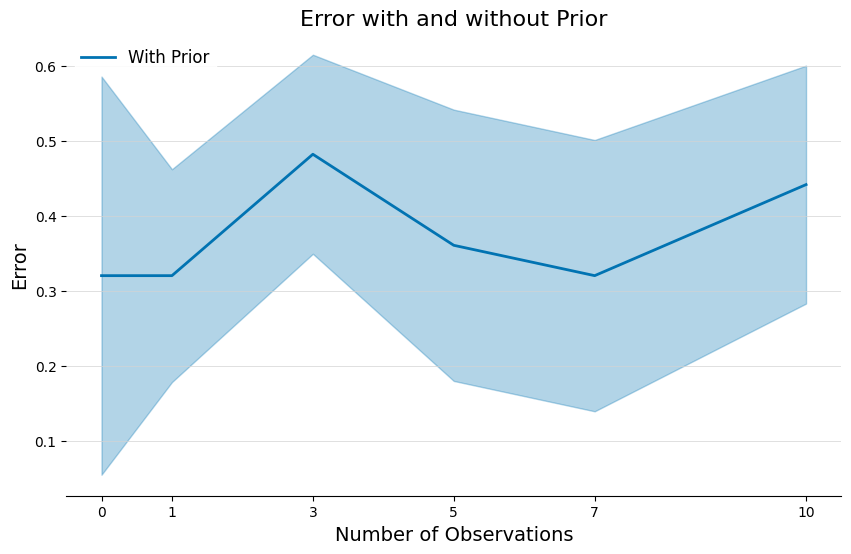 Error with and without Prior
With Prior
Error
0.6
0.5
0.4
0.3
0.2
0.1
0 1 3 5 7 10
Number of Observations